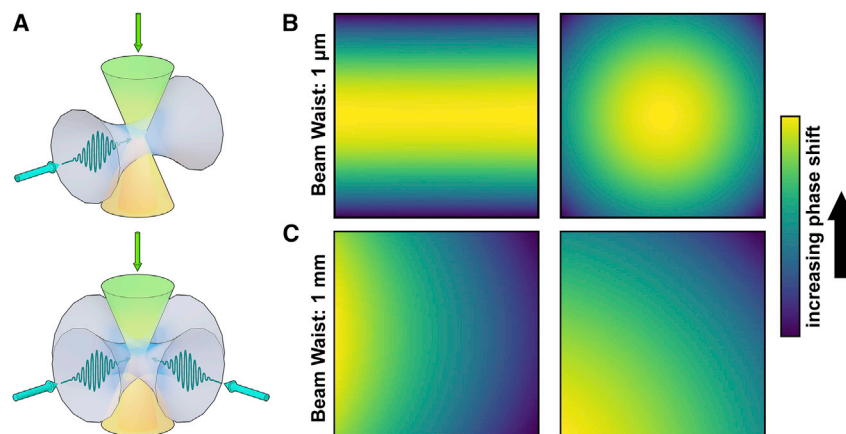 A
B
Beam Waist: 1 μm
C
Beam Waist: 1 mm
increasing phase shift